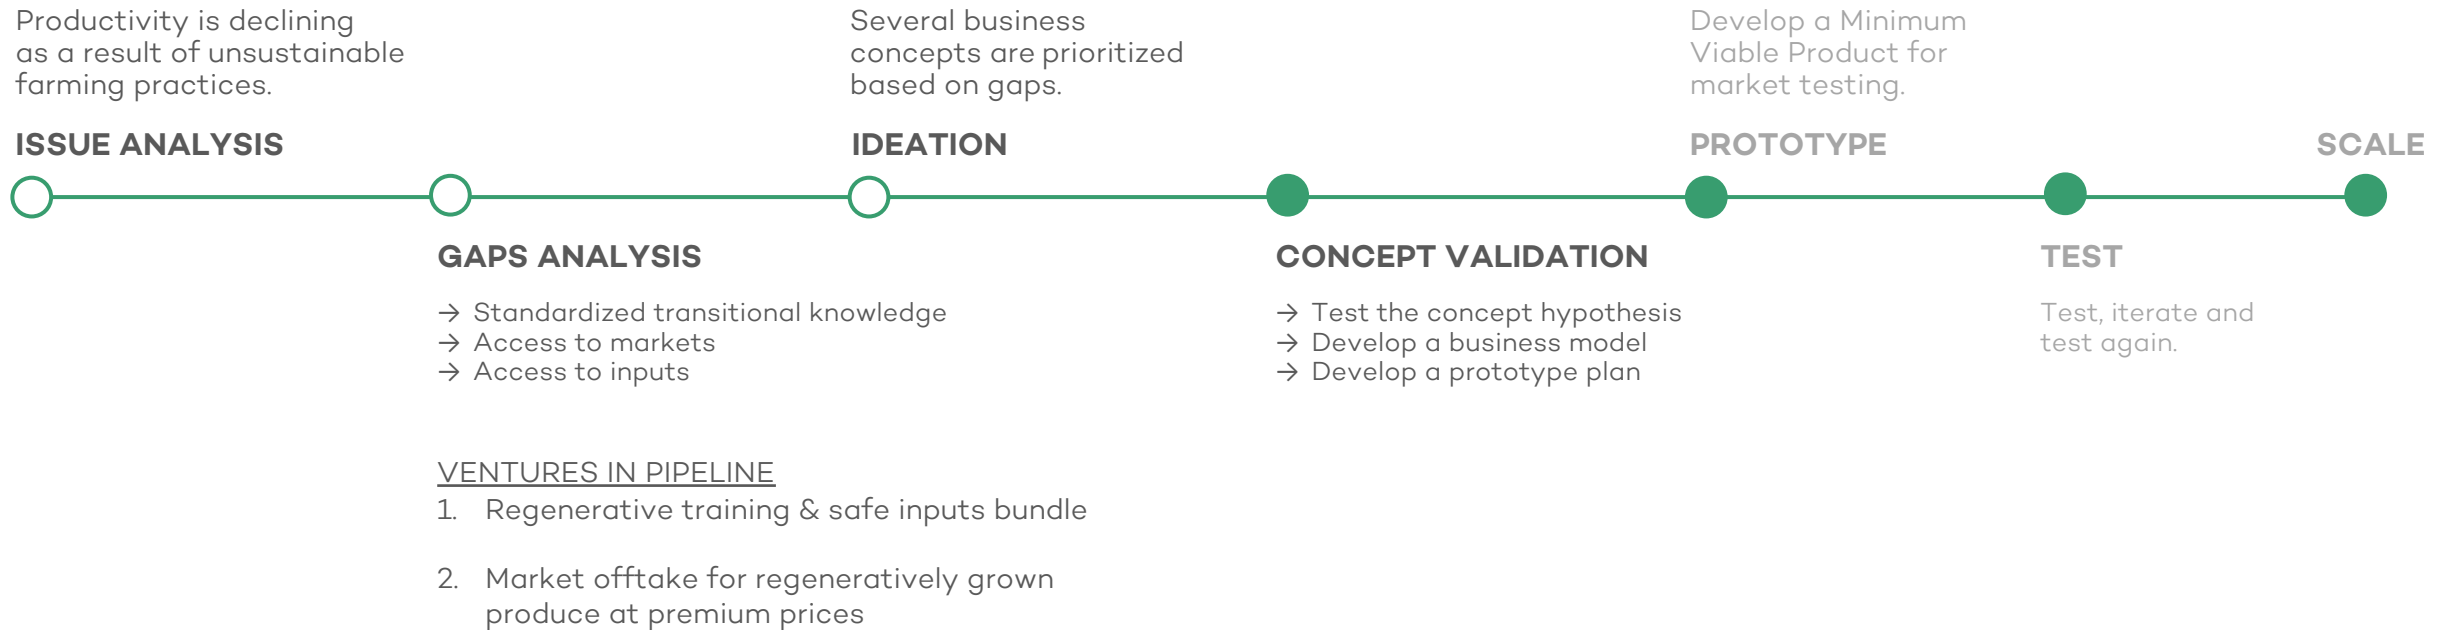 Productivity is declining
as a result of unsustainable
farming practices.
ISSUE ANALYSIS
GAPS ANALYSIS
→ Standardized transitional knowledge
→ Access to markets
→ Access to inputs
Several business
concepts are prioritized
based on gaps.
IDEATION
CONCEPT VALIDATION
→ Test the concept hypothesis
→ Develop a business model
→ Develop a prototype plan
Develop a Minimum
Viable Product for
market testing.
PROTOTYPE
TEST
Test, iterate and
test again.
SCALE
VENTURES IN PIPELINE
1. Regenerative training & safe inputs bundle
2. Market offtake for regeneratively grown
produce at premium prices